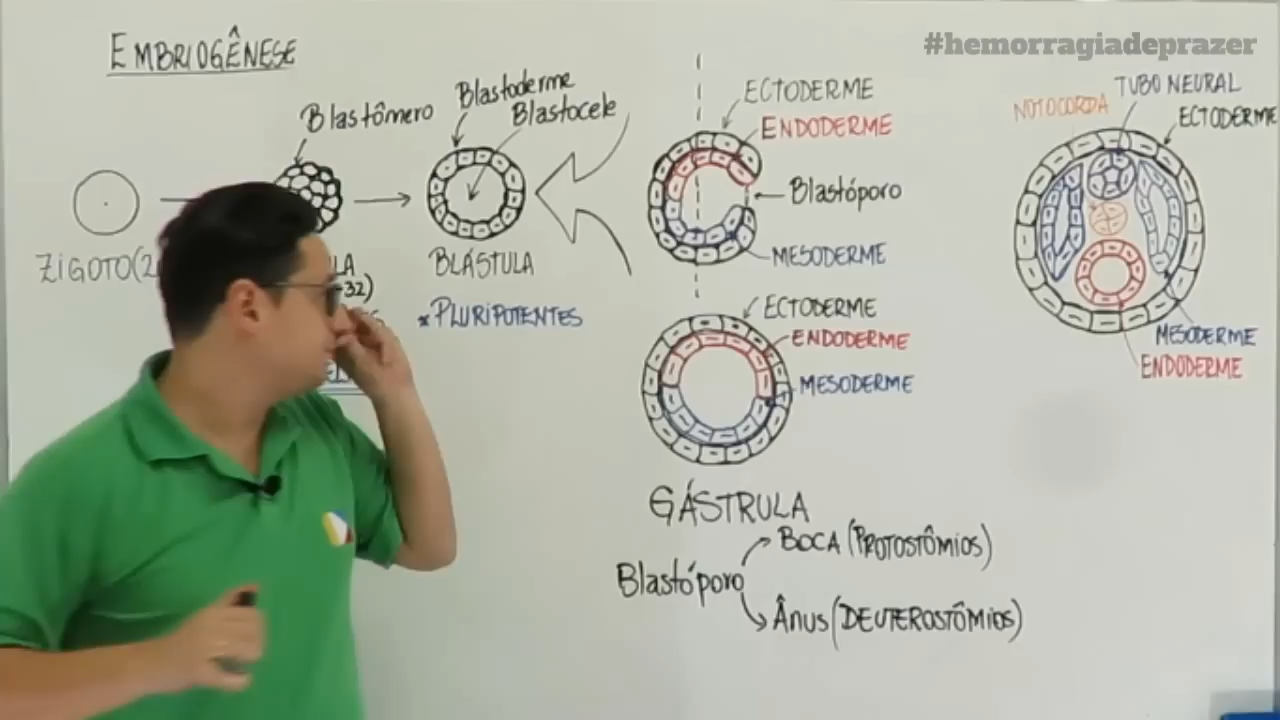 #hemorragiadeprazer
EMBRIOGÊNESE
Blastômero
Blastoderme
Blastocele
ZIGOTO(2
32)
BLÁSTULA
* PLURIPOTENTES
ECTODERME
ENDODERME
Blastóporo
MESODERME
ECTODERME
ENDODERME
MESODERME
GÁSTRULA
Blastóporo
BOCA (PROTOSTÔMIOS)
ÂNUS (DEUTEROSTÔMIOS)
TUBO NEURAL
NOTOCORDA
ECTODERME
MESODERME
ENDODERME